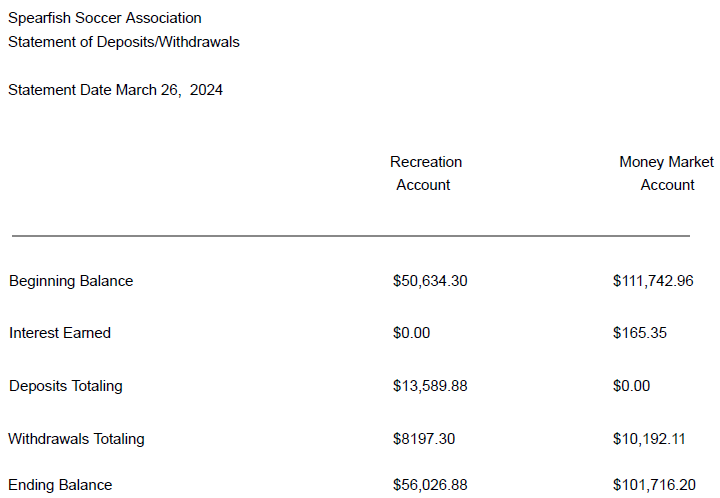 Spearfish Soccer Association
Statement of Deposits/Withdrawals
Statement Date March 26,  2024
Recreation Money Market
Account Account
Beginning Balance $50,634.30 $111,742.96
Interest Earned $0.00 $165.35
Deposits Totaling $13,589.88 $0.00
Withdrawals Totaling $8197.30 $10,192.11
Ending Balance $56,026.88 $101,716.20